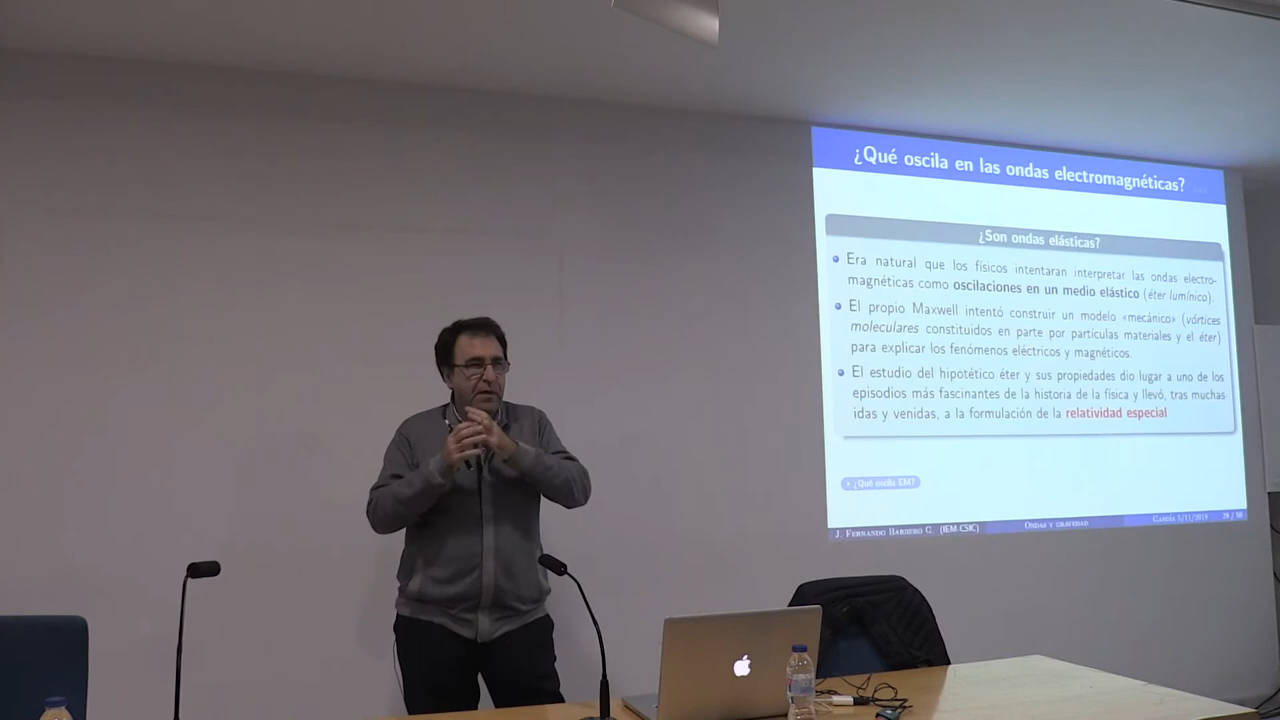 ¿Qué oscila en las ondas electromagnéticas?
¿Son ondas elásticas?
Era natural que los físicos intentaran interpretar las ondas electro-
magnéticas como oscilaciones en un medio elástico (éter lumínico).
El propio Maxwell intentó construir un modelo «mecánico» (vórtices
moleculares constituidos en parte por partículas materiales y el éter)
para explicar los fenómenos eléctricos y magnéticos.
El estudio del hipotético éter y sus propiedades dio lugar a uno de los
episodios más fascinantes de la historia de la física y llevó, tras muchas
idas y venidas, a la formulación de la relatividad especial
¿Qué oscila EM?
J. Fernando Barbero G. (IEM-CSIC) Ondas y gravedad Gandía 5/11/2018